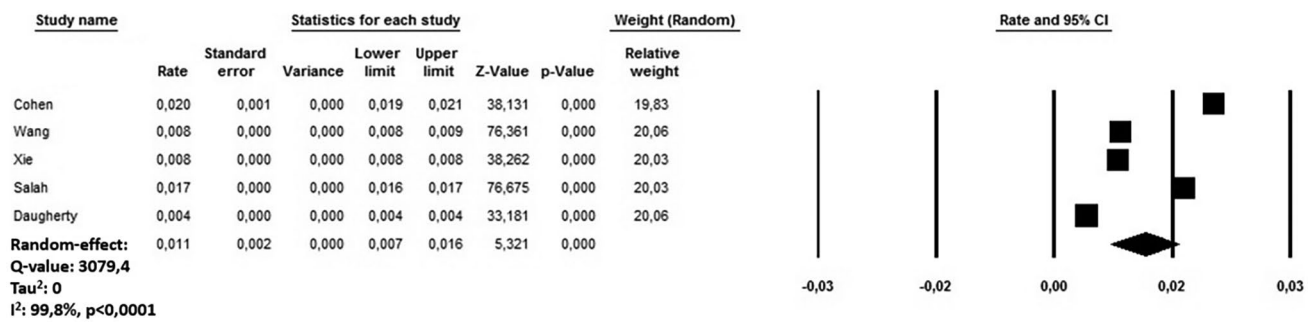 Study name Statistics for each study Weight (Random) Rate and 95% CI
Standard Lower Upper Relative
Rate error Variance limit limit Z-Value p-Value weight
Cohen 0,020 0,001 0,000 0,019 0,021 38,131 0,000 19,83
Wang 0,008 0,000 0,000 0,008 0,009 76,361 0,000 20,06
Xie 0,008 0,000 0,000 0,008 0,008 38,262 0,000 20,03
Salah 0,017 0,000 0,000 0,016 0,017 76,675 0,000 20,03
Daugherty 0,004 0,000 0,000 0,004 0,004 33,181 0,000 20,06
Random-effect: 0,011 0,002 0,000 0,007 0,016 5,321 0,000
Q-value: 3079,4
Tau²: 0
I²: 99,8%, p<0,0001
-0,03 -0,02 0,00 0,02 0,03